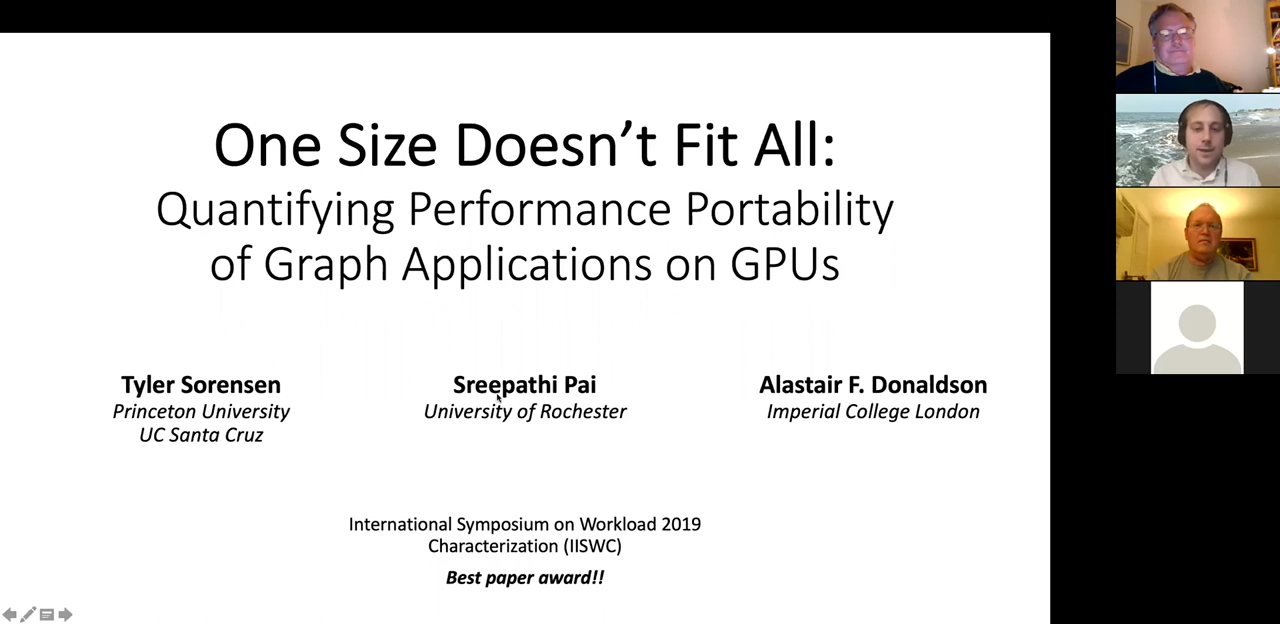 One Size Doesn’t Fit All:
Quantifying Performance Portability
of Graph Applications on GPUs
Tyler Sorensen
Princeton University
UC Santa Cruz
Sreepathi Pai
University of Rochester
Alastair F. Donaldson
Imperial College London
International Symposium on Workload 2019
Characterization (IISWC)
Best paper award!!